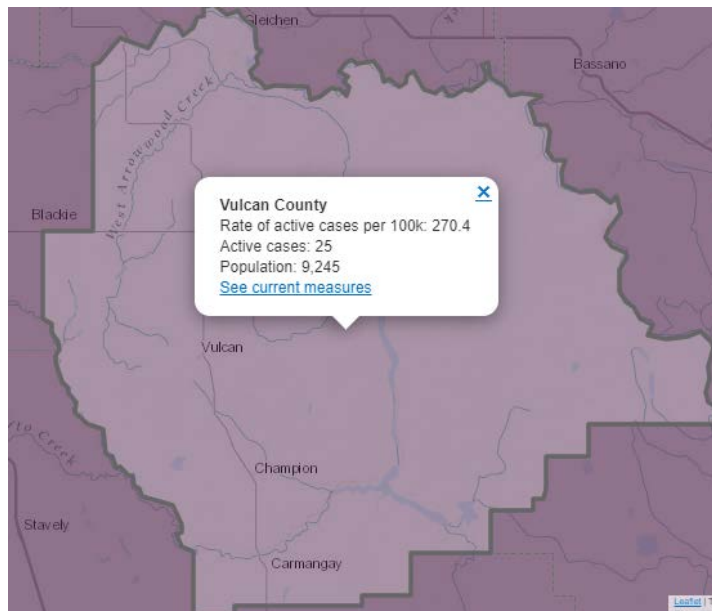 Gleichen
Bassano
West Arrowwood Creek
Blackie
×
Vulcan County
Rate of active cases per 100k: 270.4
Active cases: 25
Population: 9,245
See current measures
Vulcan
Creek
Champion
Stavely
Carmangay
Leaflet | T